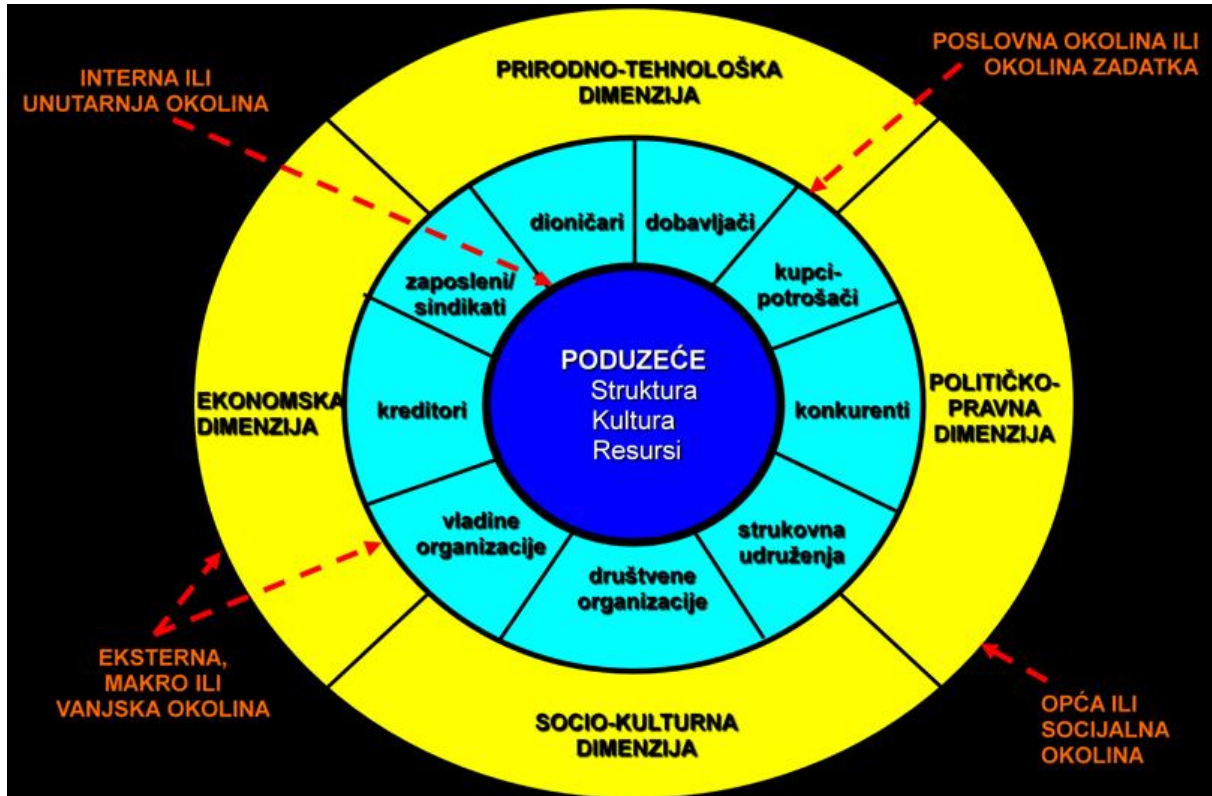 INTERNA ILI
UNUTARNJA OKOLINA
PRIRODNO-TEHNOLOŠKA
DIMENZIJA
POSLOVNA OKOLINA ILI
OKOLINA ZADATKA
dioničari
dobavljači
zaposleni/
sindikati
kupci-
potrošači
EKONOMSKA
DIMENZIJA
kreditori
PODUZEĆE
Struktura
Kultura
Resursi
konkurenti
POLITIČKO-
PRAVNA
DIMENZIJA
vladine
organizacije
društvene
organizacije
strukovna
udruženja
EKSTERNA,
MAKRO ILI
VANJSKA OKOLINA
SOCIO-KULTURNA
DIMENZIJA
OPĆA ILI
SOCIJALNA
OKOLINA